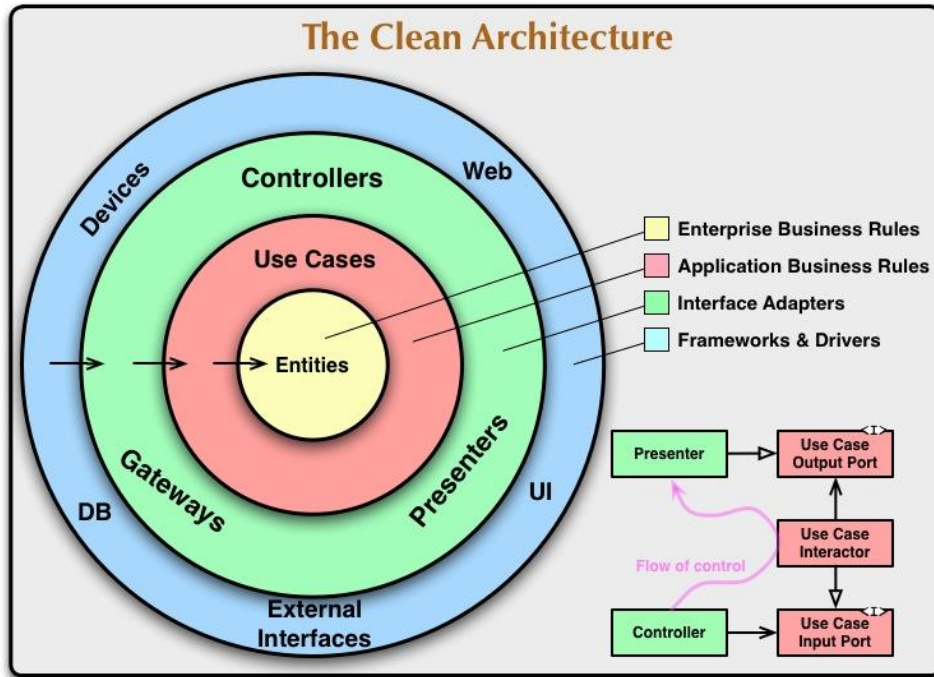 The Clean Architecture
Devices
Web
Controllers
Use Cases
Entities
Gateways
Presenters
DB
UI
External
Interfaces
Enterprise Business Rules
Application Business Rules
Interface Adapters
Frameworks & Drivers
Presenter
<I>
Use Case
Output Port
Flow of control
Use Case
Interactor
Controller
<I>
Use Case
Input Port